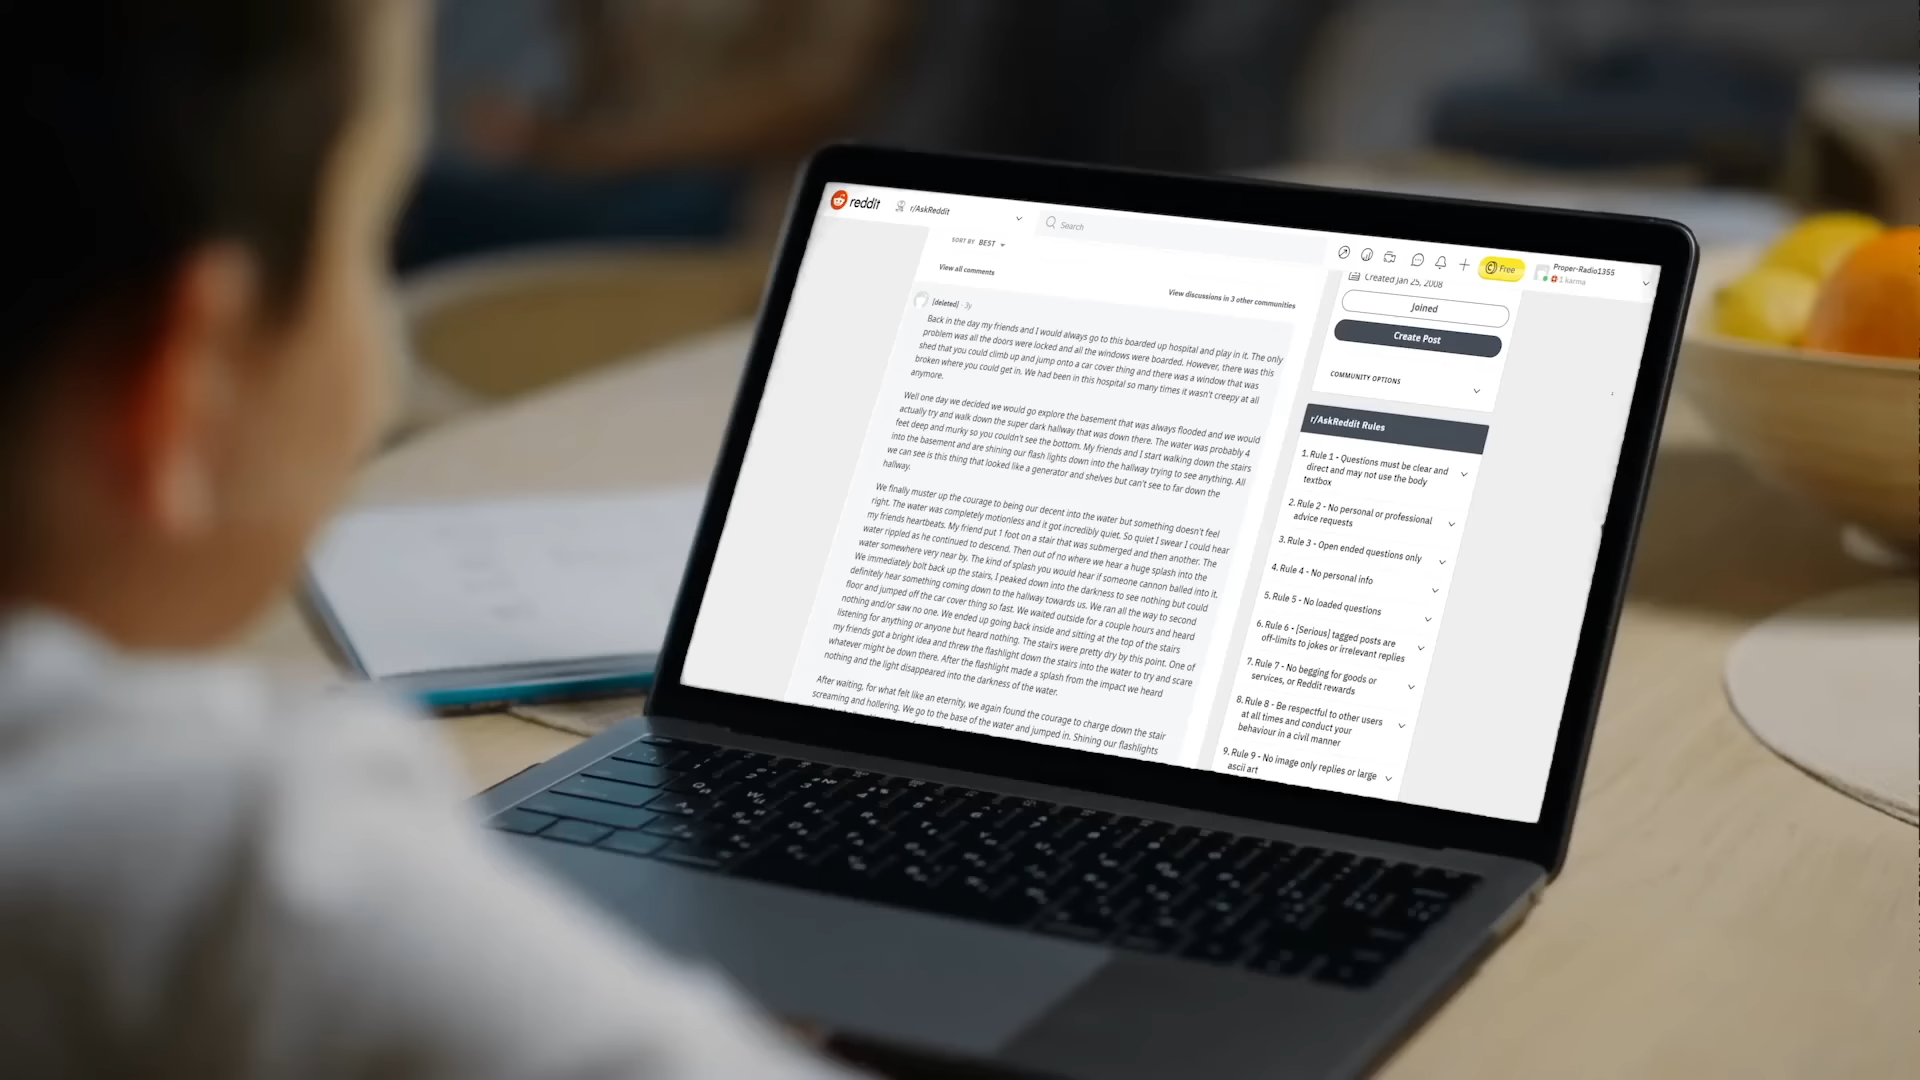 reddit
r/AskReddit
Search
Free
Proper-Radio1355
1 karma
SORT BY BEST
View all comments
View discussions in 3 other communities
[deleted] · 3y
Back in the day my friends and I would always go to this boarded up hospital and play in it. The only
problem was all the doors were locked and all the windows were boarded. However, there was this
shed that you could climb up and jump onto a car cover thing and there was a window that was
broken where you could get in. We had been in this hospital so many times it wasn't creepy at all
anymore.
Well one day we decided we would go explore the basement that was always flooded and we would
actually try and walk down the super dark hallway that was down there. The water was probably 4
feet deep and murky so you couldn't see the bottom. My friends and I start walking down the stairs
into the basement and are shining our flash lights down into the hallway trying to see anything. All
we can see is this thing that looked like a generator and shelves but can't see to far down the
hallway.
We finally muster up the courage to being our decent into the water but something doesn't feel
right. The water was completely motionless and it got incredibly quiet. So quiet I swear I could hear
my friends heartbeats. My friend put 1 foot on a stair that was submerged and then another. The
water rippled as he continued to descend. Then out of no where we hear a huge splash into the
water somewhere very near by. The kind of splash you would hear if someone cannon balled into it.
We immediately bolt back up the stairs, I peaked down into the darkness to see nothing but could
definitely hear something coming down to the hallway towards us. We ran all the way to second
floor and jumped off the car cover thing so fast. We waited outside for a couple hours and heard
nothing and/or saw no one. We ended up going back inside and sitting at the top of the stairs
listening for anything or anyone but heard nothing. The stairs were pretty dry by this point. One of
my friends got a bright idea and threw the flashlight down the stairs into the water to try and scare
whatever might be down there. After the flashlight made a splash from the impact we heard
nothing and the light disappeared into the darkness of the water.
After waiting, for what felt like an eternity, we again found the courage to charge down the stair
screaming and hollering. We go to the base of the water and jumped in. Shining our flashlights
Created Jan 25, 2008
Joined
Create Post
COMMUNITY OPTIONS
r/AskReddit Rules
1. Rule 1 - Questions must be clear and
direct and may not use the body
textbox
2. Rule 2 - No personal or professional
advice requests
3. Rule 3 - Open ended questions only
4. Rule 4 - No personal info
5. Rule 5 - No loaded questions
6. Rule 6 - [Serious] tagged posts are
off-limits to jokes or irrelevant replies
7. Rule 7 - No begging for goods or
services, or Reddit rewards
8. Rule 8 - Be respectful to other users
at all times and conduct your
behaviour in a civil manner
9. Rule 9 - No image only replies or large
ascii art